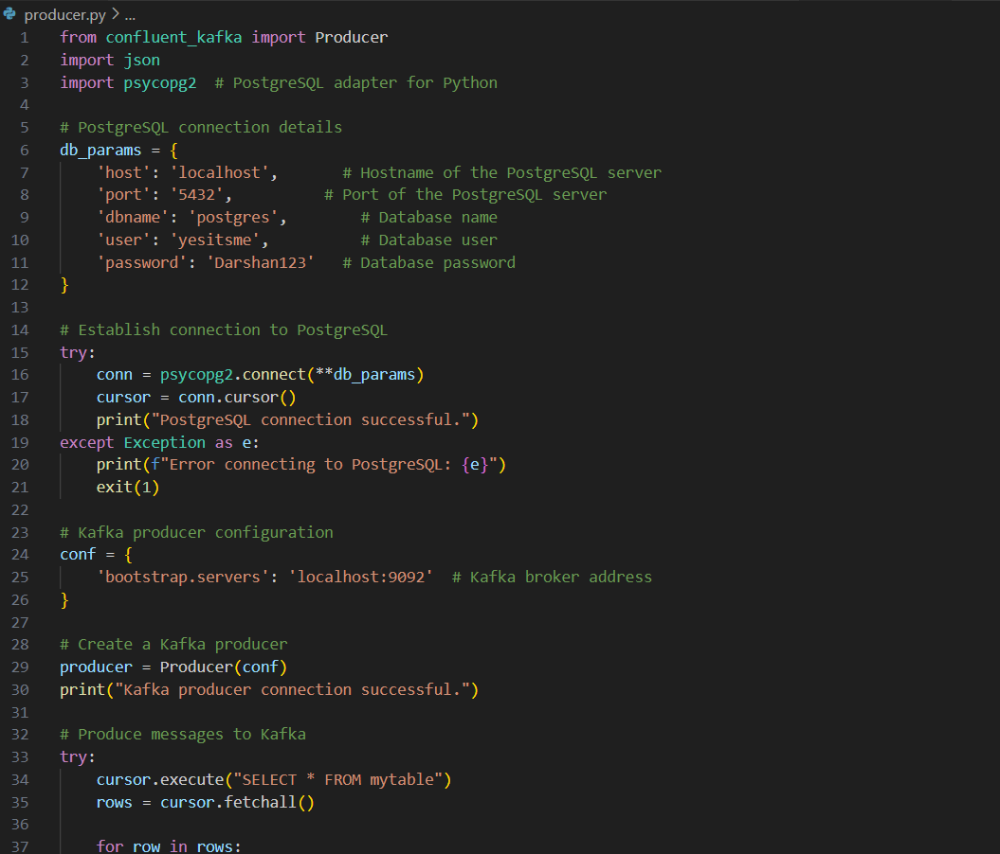 producer.py > ...
1 from confluent_kafka import Producer
2 import json
3 import psycopg2  # PostgreSQL adapter for Python
4
5 # PostgreSQL connection details
6 db_params = {
7     'host': 'localhost',       # Hostname of the PostgreSQL server
8     'port': '5432',          # Port of the PostgreSQL server
9     'dbname': 'postgres',        # Database name
10     'user': 'yesitsme',          # Database user
11     'password': 'Darshan123'   # Database password
12 }
13
14 # Establish connection to PostgreSQL
15 try:
16     conn = psycopg2.connect(**db_params)
17     cursor = conn.cursor()
18     print("PostgreSQL connection successful.")
19 except Exception as e:
20     print(f"Error connecting to PostgreSQL: {e}")
21     exit(1)
22
23 # Kafka producer configuration
24 conf = {
25     'bootstrap.servers': 'localhost:9092'  # Kafka broker address
26 }
27
28 # Create a Kafka producer
29 producer = Producer(conf)
30 print("Kafka producer connection successful.")
31
32 # Produce messages to Kafka
33 try:
34     cursor.execute("SELECT * FROM mytable")
35     rows = cursor.fetchall()
36
37     for row in rows: